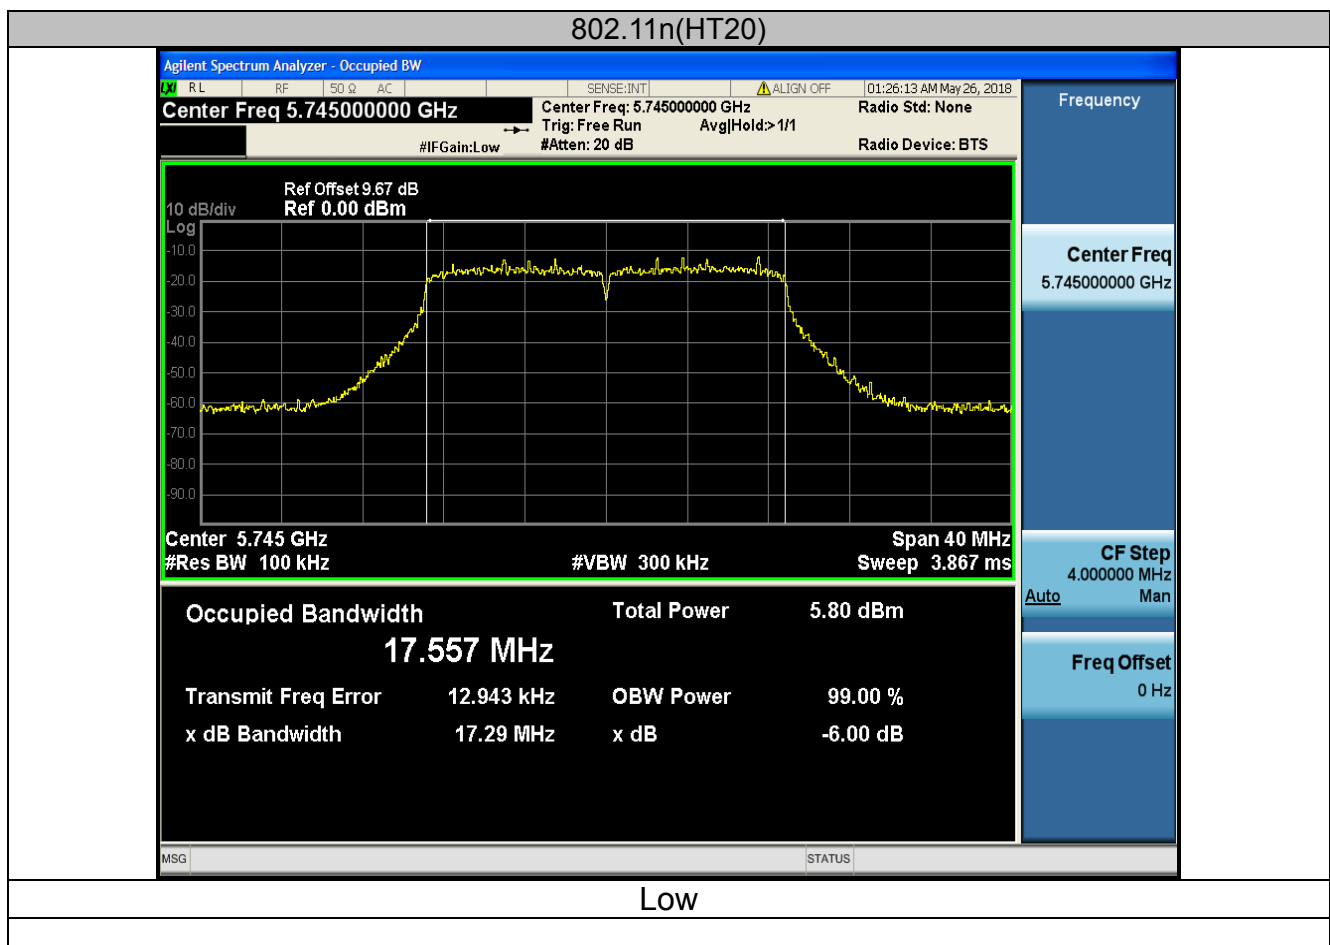 802.11n(HT20)
Agilent Spectrum Analyzer - Occupied BW
LXI RL RF 50 Ω AC SENSE:INT ALIGN OFF 01:26:13 AM May 26, 2018
Center Freq 5.745000000 GHz
Center Freq: 5.745000000 GHz
Radio Std: None
Trig: Free Run Avg|Hold:>1/1
#IFGain:Low
#Atten: 20 dB
Radio Device: BTS
Frequency
Ref Offset 9.67 dB
10 dB/div Ref 0.00 dBm
Log
-10.0
-20.0
-30.0
-40.0
-50.0
-60.0
-70.0
-80.0
-90.0
Center 5.745 GHz Span 40 MHz
#Res BW 100 kHz #VBW 300 kHz Sweep 3.867 ms
Center Freq
5.745000000 GHz
CF Step
4.000000 MHz
Auto Man
Freq Offset
0 Hz
Occupied Bandwidth Total Power 5.80 dBm
17.557 MHz
Transmit Freq Error 12.943 kHz OBW Power 99.00 %
x dB Bandwidth 17.29 MHz x dB -6.00 dB
MSG STATUS
Low